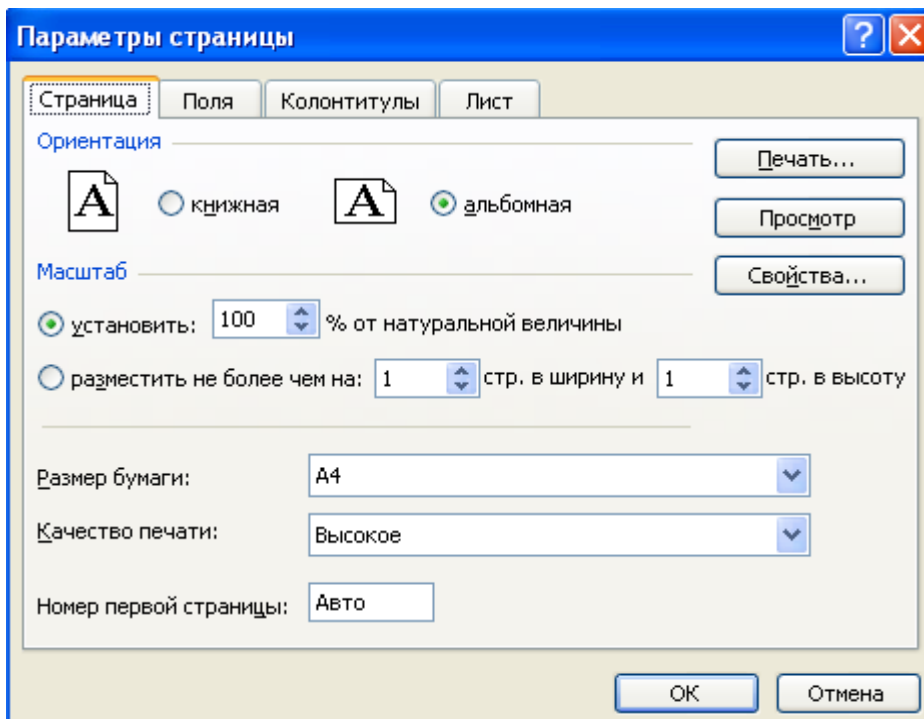 Параметры страницы
Страница Поля Колонтитулы Лист
Ориентация
Печать...
A книжная A альбомная
Просмотр
Масштаб
Свойства...
установить: 100 % от натуральной величины
разместить не более чем на: 1 стр. в ширину и 1 стр. в высоту
Размер бумаги: A4
Качество печати: Высокое
Номер первой страницы: Авто
ОК Отмена